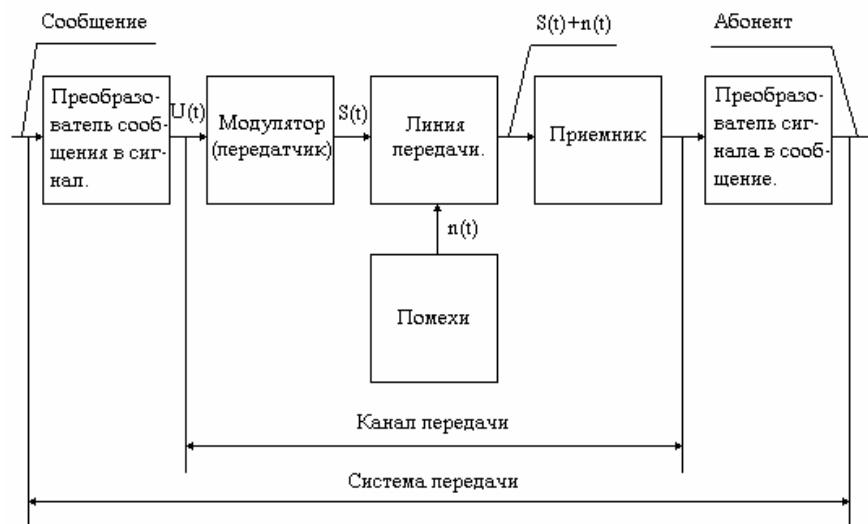 Сообщение
S(t)+n(t)
Абонент
Преобразо-
ватель сооб-
щения в сиг-
нал.
U(t)
Модулятор
(передатчик)
S(t)
Линия
передачи.
Приемник
Преобразо-
ватель сиг-
нала в сооб-
щение.
n(t)
Помехи
Канал передачи
Система передачи